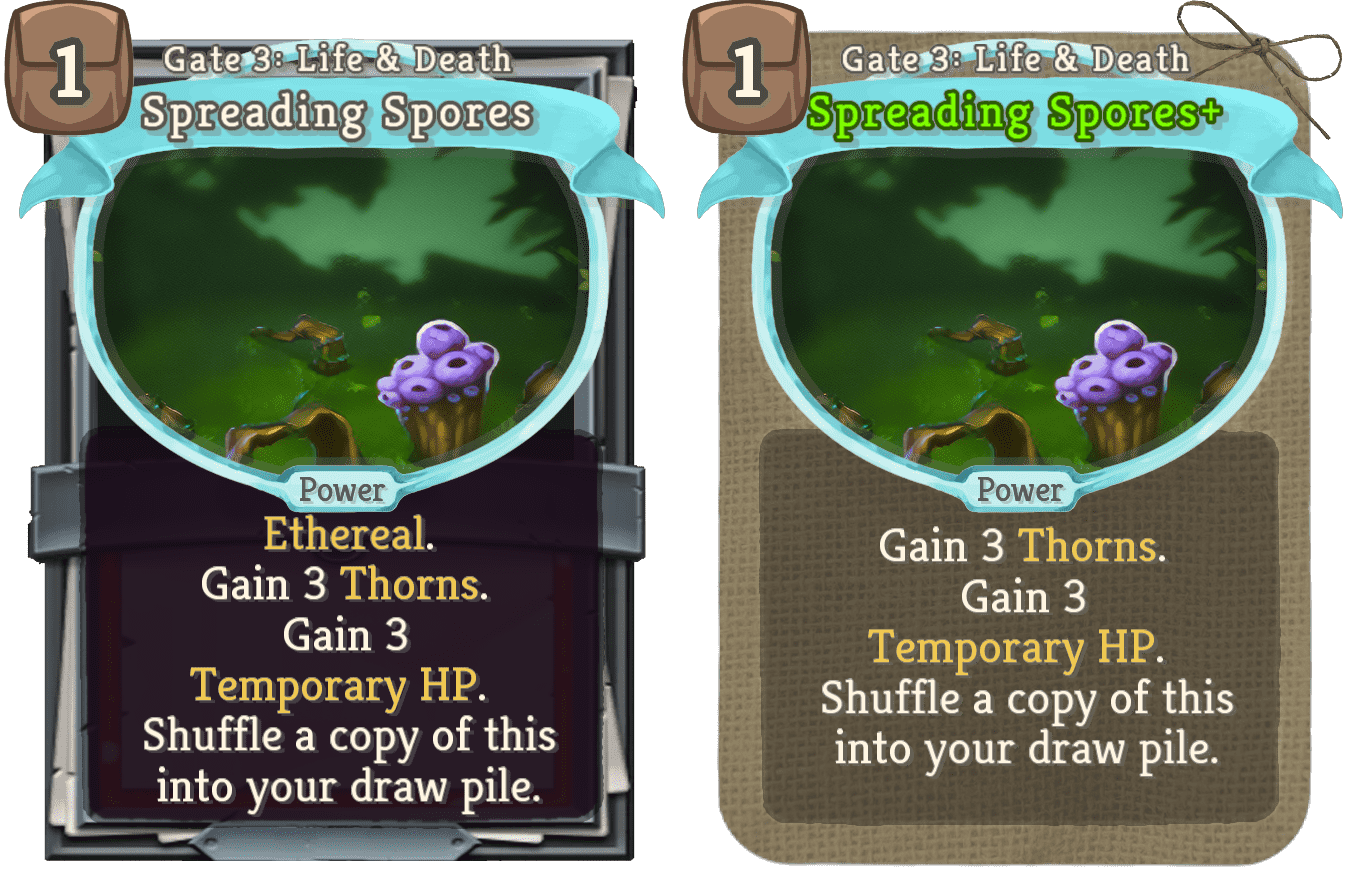 1
Gate 3: Life & Death
Spreading Spores
Power
Ethereal.
Gain 3 Thorns.
Gain 3
Temporary HP.
Shuffle a copy of this
into your draw pile.
1
Gate 3: Life & Death
Spreading Spores+
Power
Gain 3 Thorns.
Gain 3
Temporary HP.
Shuffle a copy of this
into your draw pile.